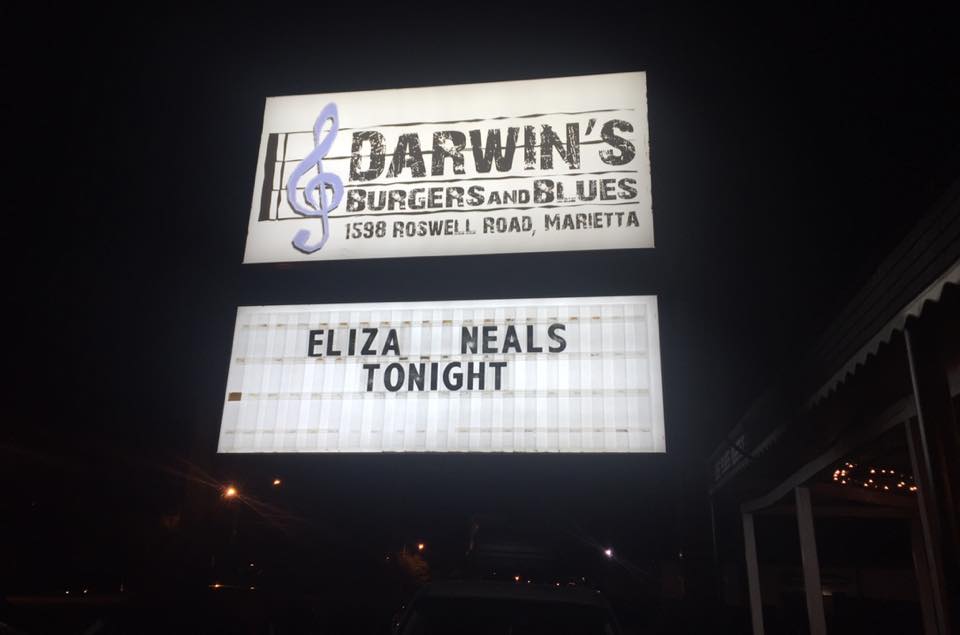 DARWIN'S
BURGERS AND BLUES
1598 ROSWELL ROAD, MARIETTA
ELIZA NEALS
TONIGHT